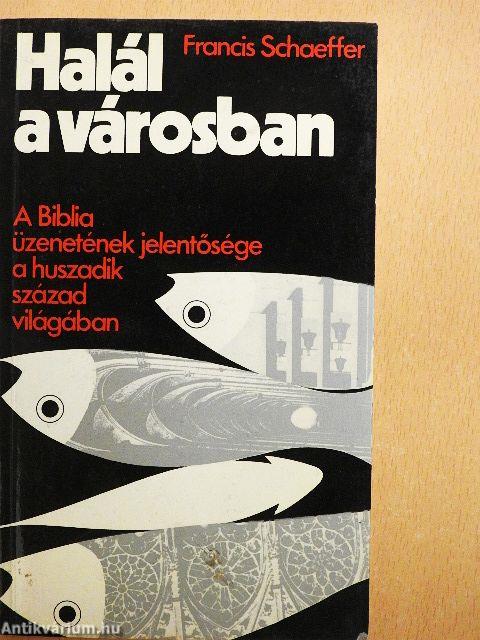 Francis Schaeffer
Halál
a városban
A Biblia
üzenetének jelentősége
a huszadik
század
világában
Antikvarium.hu